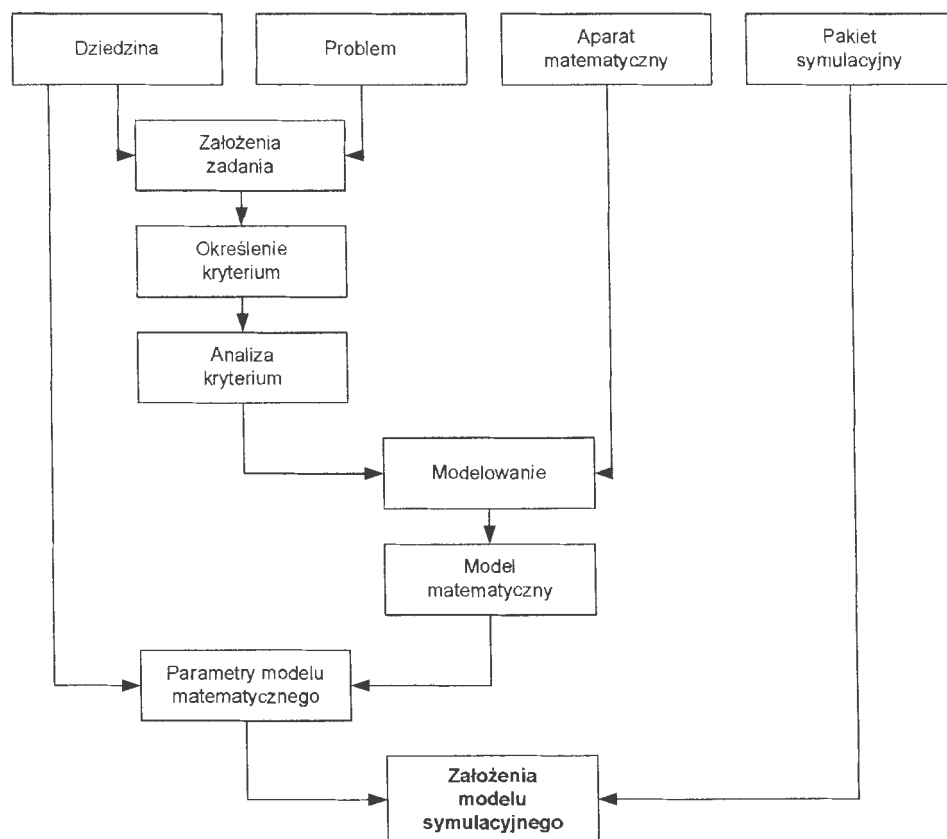 Dziedzina
Problem
Aparat
matematyczny
Pakiet
symulacyjny
Założenia
zadania
Określenie
kryterium
Analiza
kryterium
Modelowanie
Model
matematyczny
Parametry modelu
matematycznego
Założenia
modelu
symulacyjnego